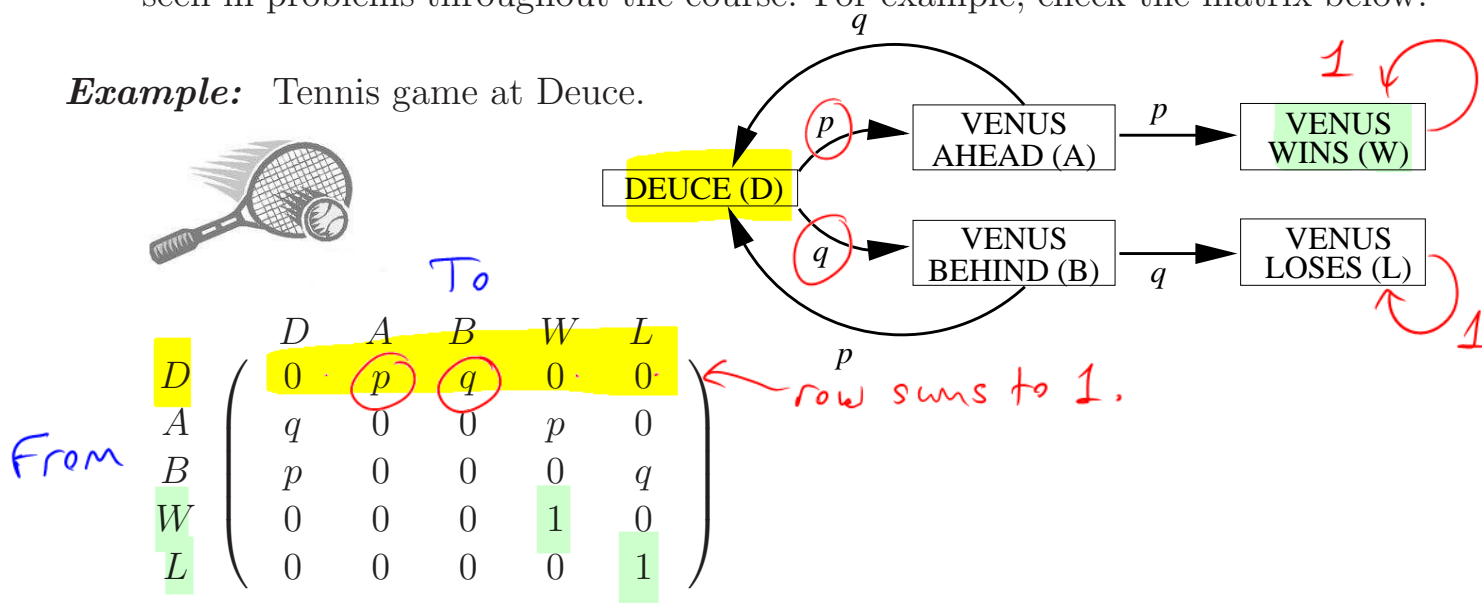 seen in problems throughout the course. For example, check the matrix below:
Example: Tennis game at Deuce.
q
1
p
VENUS
AHEAD (A)
p
VENUS
WINS (W)
DEUCE (D)
q
VENUS
BEHIND (B)
q
VENUS
LOSES (L)
1
p
To
D A B W L
D 0 p q 0 0
row sums to 1.
A q 0 0 p 0
From
B p 0 0 0 q
W 0 0 0 1 0
L 0 0 0 0 1